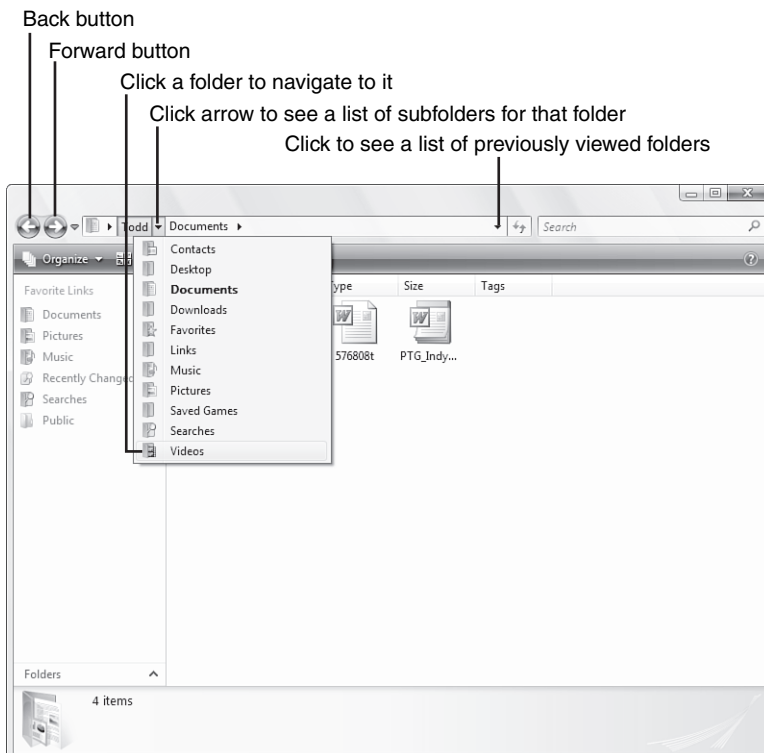 Back button
Forward button
Click a folder to navigate to it
Click arrow to see a list of subfolders for that folder
Click to see a list of previously viewed folders
Todd Documents
Search
Organize
Favorite Links
Documents
Pictures
Music
Recently Changed
Searches
Public
Contacts
Desktop
Documents
Downloads
Favorites
Links
Music
Pictures
Saved Games
Searches
Videos
Size Tags
576808t PTG_Indy...
Folders
4 items